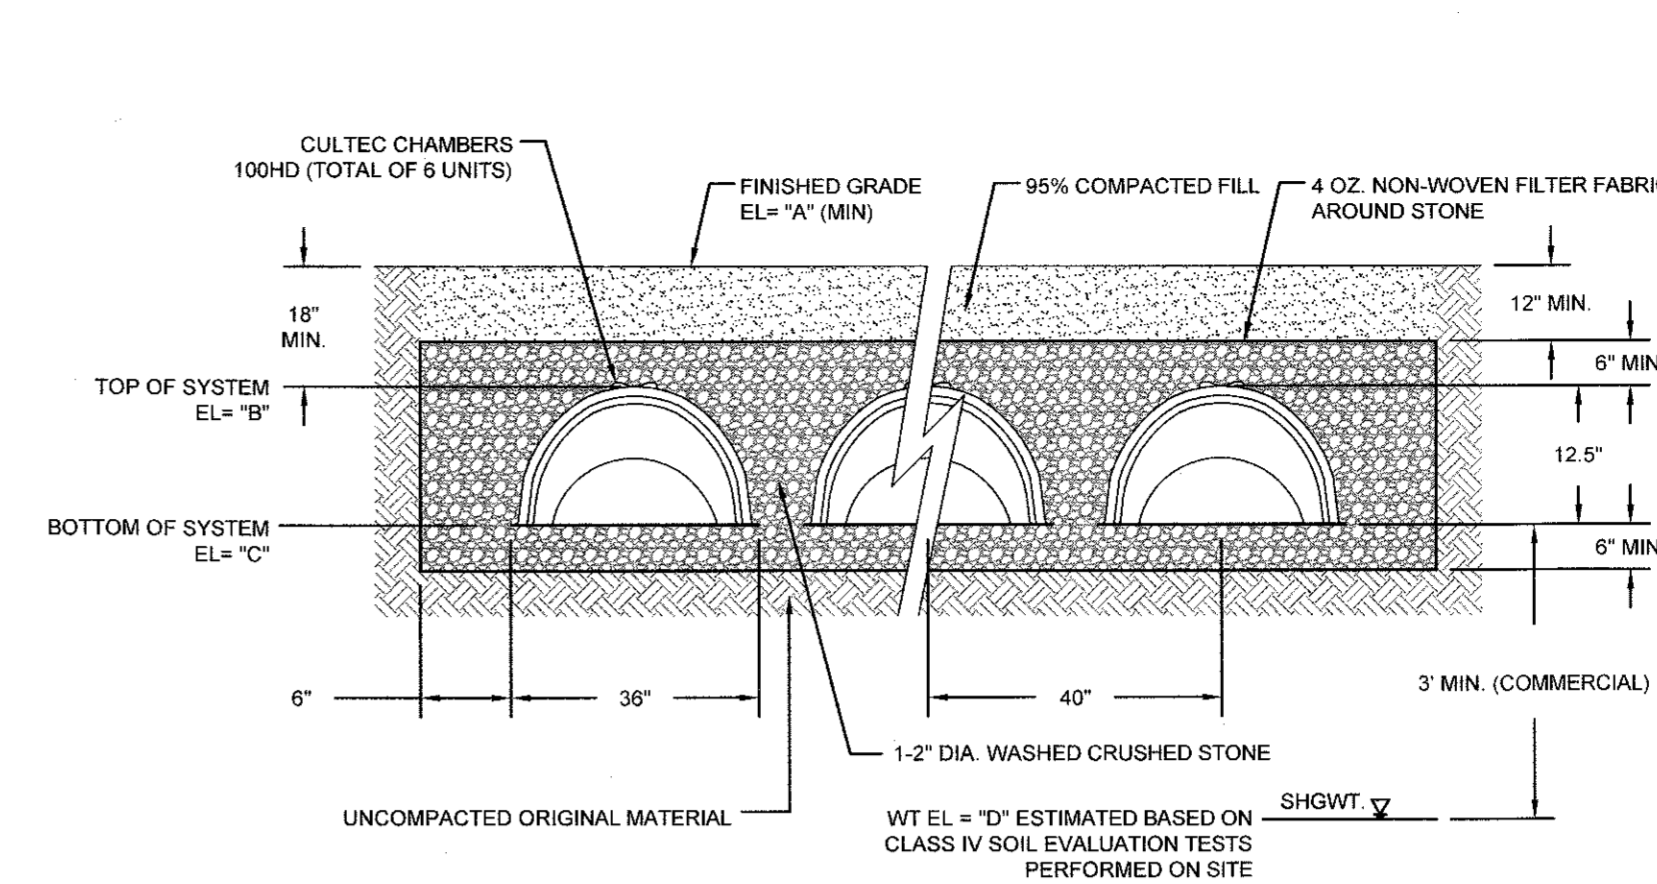 CULTEC CHAMBERS
100HD (TOTAL OF 6 UNITS)
FINISHED GRADE
EL= "A" (MIN)
95% COMPACTED FILL
4 OZ. NON-WOVEN FILTER FABRI
AROUND STONE
18"
MIN.
12" MIN.
6" MIN
TOP OF SYSTEM
EL= "B"
12.5"
BOTTOM OF SYSTEM
EL= "C"
6" MIN
6"
36"
40"
3' MIN. (COMMERCIAL)
1-2" DIA. WASHED CRUSHED STONE
UNCOMPACTED ORIGINAL MATERIAL
SHGWT.
WT EL = "D" ESTIMATED BASED ON
CLASS IV SOIL EVALUATION TESTS
PERFORMED ON SITE